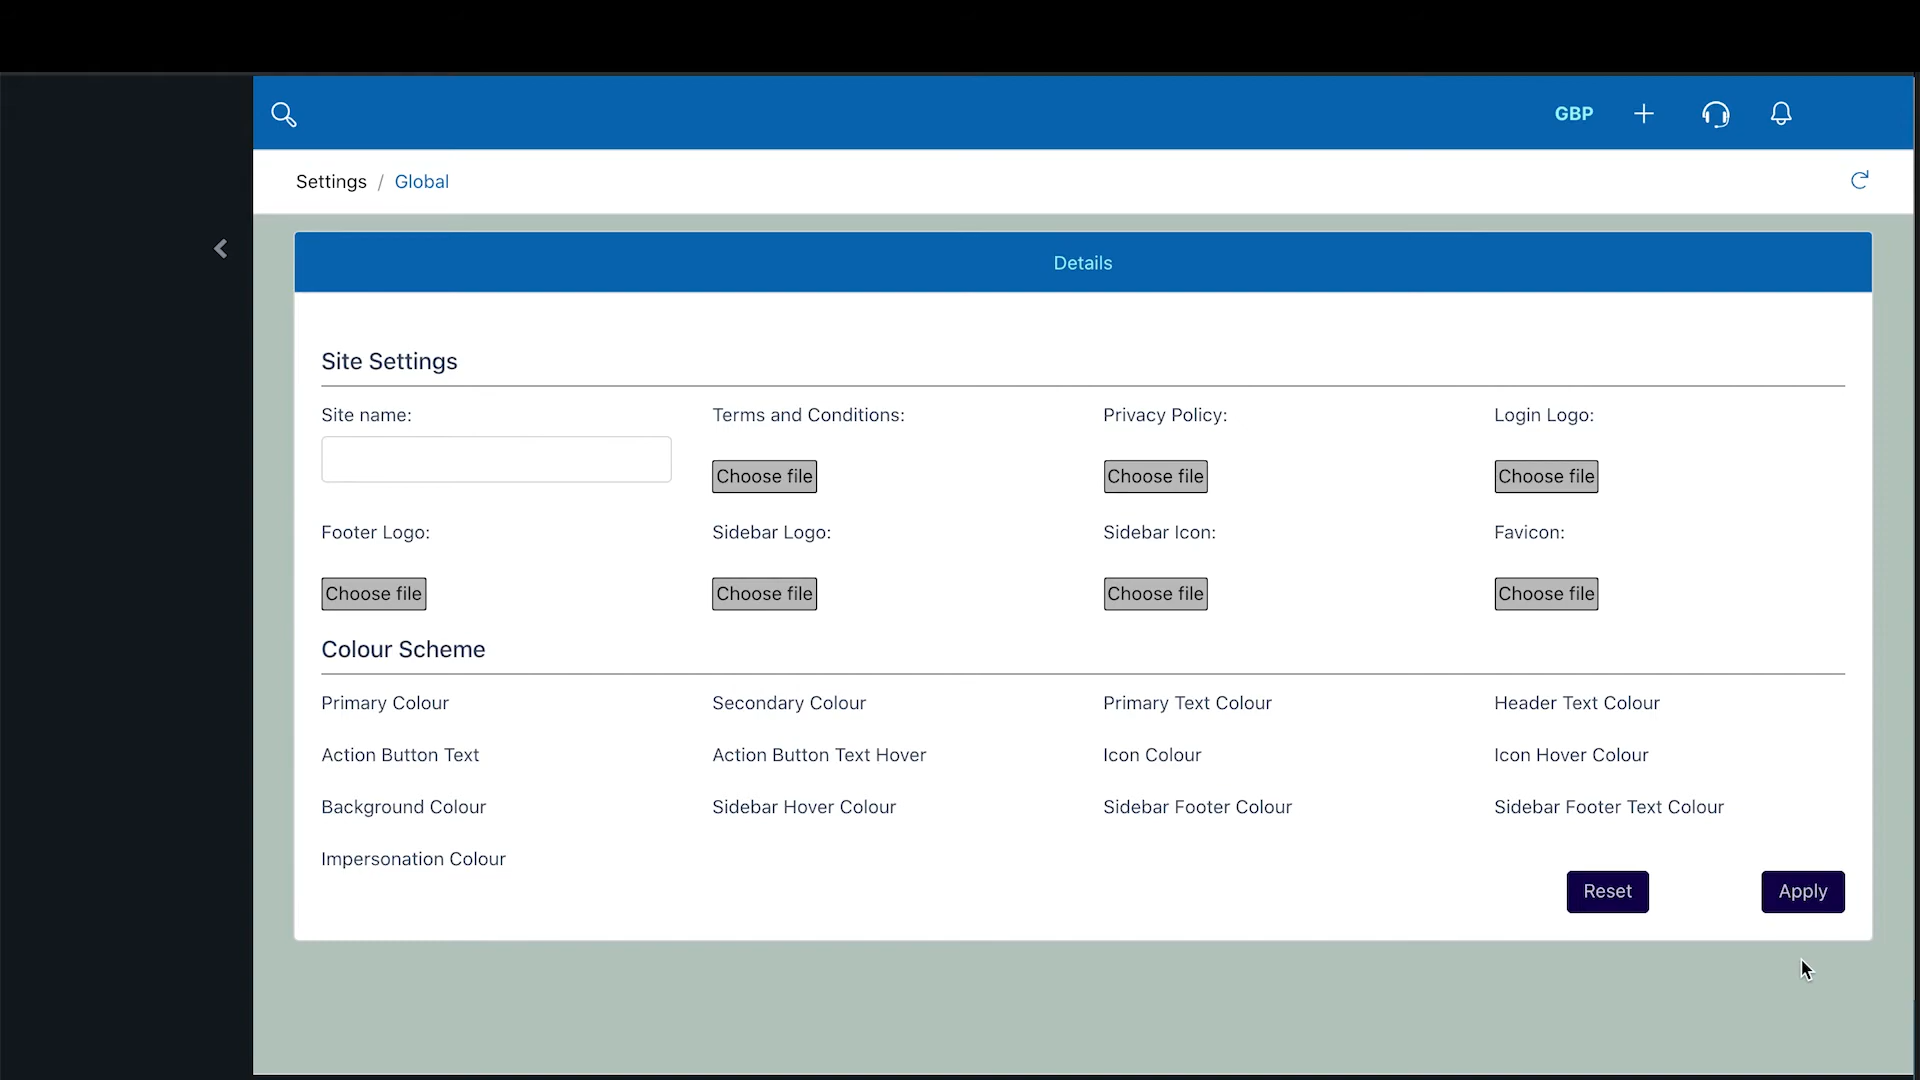 GBP
Settings / Global
Details
Site Settings
Site name: Terms and Conditions: Privacy Policy: Login Logo:
Choose file Choose file Choose file
Footer Logo: Sidebar Logo: Sidebar Icon: Favicon:
Choose file Choose file Choose file Choose file
Colour Scheme
Primary Colour Secondary Colour Primary Text Colour Header Text Colour
Action Button Text Action Button Text Hover Icon Colour Icon Hover Colour
Background Colour Sidebar Hover Colour Sidebar Footer Colour Sidebar Footer Text Colour
Impersonation Colour
Reset Apply